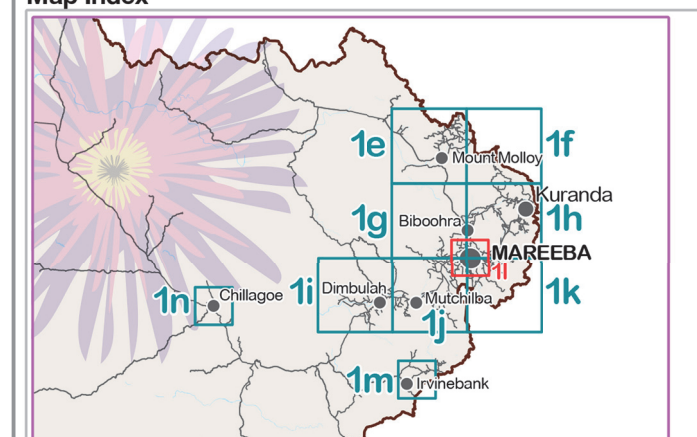 Map Index
1e
Mount Molloy
1f
Kuranda
1g
Biboohra
1h
MAREEBA
1l
1n
Chillagoe
1i
Dimbulah
Mutchilba
1j
1k
1m
Irvinebank